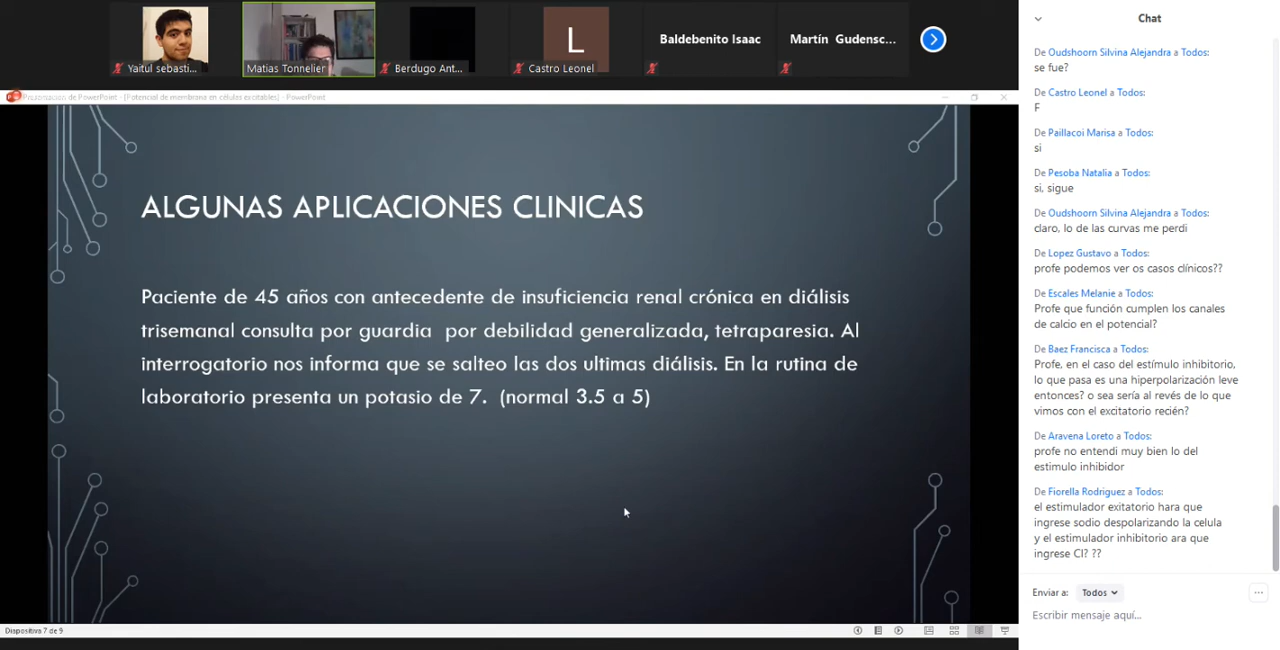 Yaitul sebasti...
Matias Tonnelier
Berdugo Ant...
L
Castro Leonel
Baldebenito Isaac
Martín Gudensc...
Presentación de PowerPoint - [Potencial de membrana en células excitables] - PowerPoint
ALGUNAS APLICACIONES CLINICAS
Paciente de 45 años con antecedente de insuficiencia renal crónica en diálisis
trisemanal consulta por guardia por debilidad generalizada, tetraparesia. Al
interrogatorio nos informa que se salteo las dos ultimas diálisis. En la rutina de
laboratorio presenta un potasio de 7. (normal 3.5 a 5)
Diapositiva 7 de 9
Chat
De Oudshoorn Silvina Alejandra a Todos:
se fue?
De Castro Leonel a Todos:
F
De Paillacoi Marisa a Todos:
si
De Pesoba Natalia a Todos:
si, sigue
De Oudshoorn Silvina Alejandra a Todos:
claro, lo de las curvas me perdi
De Lopez Gustavo a Todos:
profe podemos ver os casos clínicos??
De Escales Melanie a Todos:
Profe que función cumplen los canales
de calcio en el potencial?
De Baez Francisca a Todos:
Profe, en el caso del estímulo inhibitorio,
lo que pasa es una hiperpolarización leve
entonces? o sea sería al revés de lo que
vimos con el excitatorio recién?
De Aravena Loreto a Todos:
profe no entendi muy bien lo del
estimulo inhibidor
De Fiorella Rodriguez a Todos:
el estimulador exitatorio hara que
ingrese sodio despolarizando la celula
y el estimulador inhibitorio ara que
ingrese Cl? ??
Enviar a: Todos
Escribir mensaje aquí...